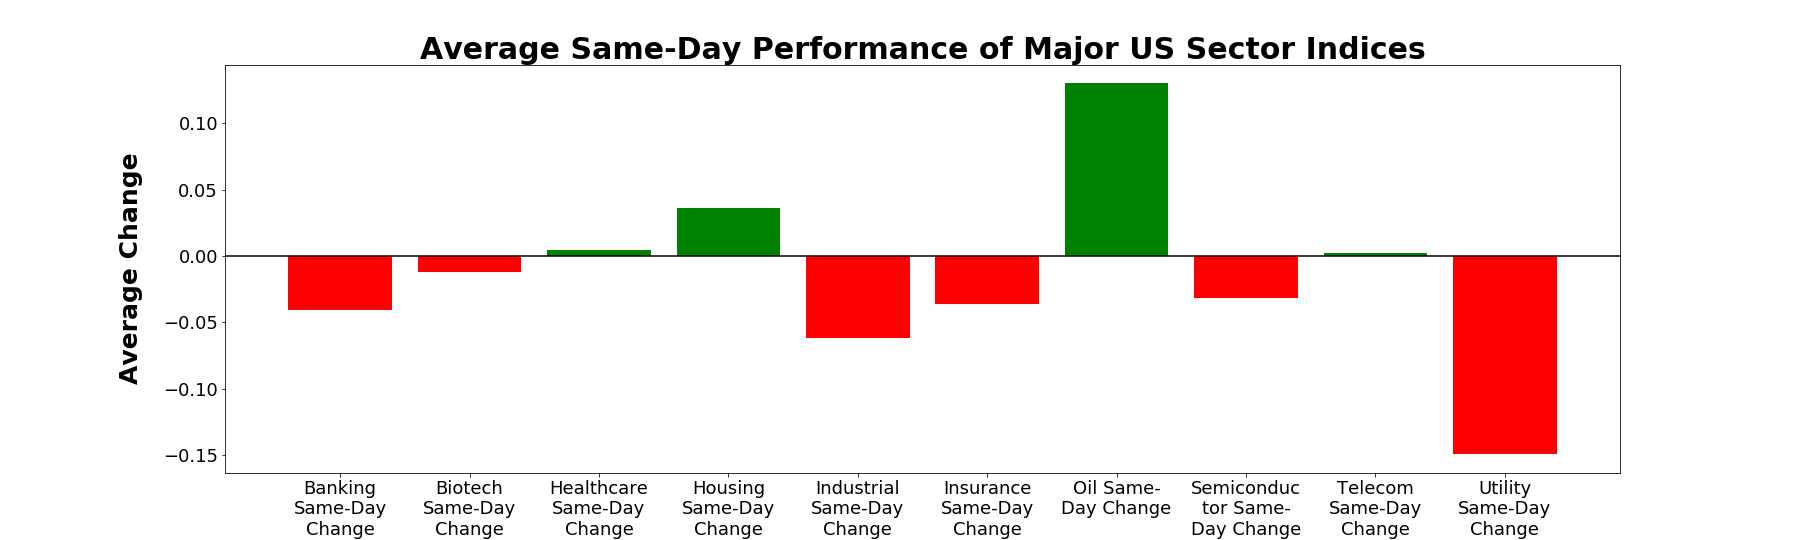 Average Same-Day Performance of Major US Sector Indices
Average Change
0.10
0.05
0.00
−0.05
−0.10
−0.15
Banking
Same-Day
Change
Biotech
Same-Day
Change
Healthcare
Same-Day
Change
Housing
Same-Day
Change
Industrial
Same-Day
Change
Insurance
Same-Day
Change
Oil Same-
Day Change
Semiconduc
tor Same-
Day Change
Telecom
Same-Day
Change
Utility
Same-Day
Change